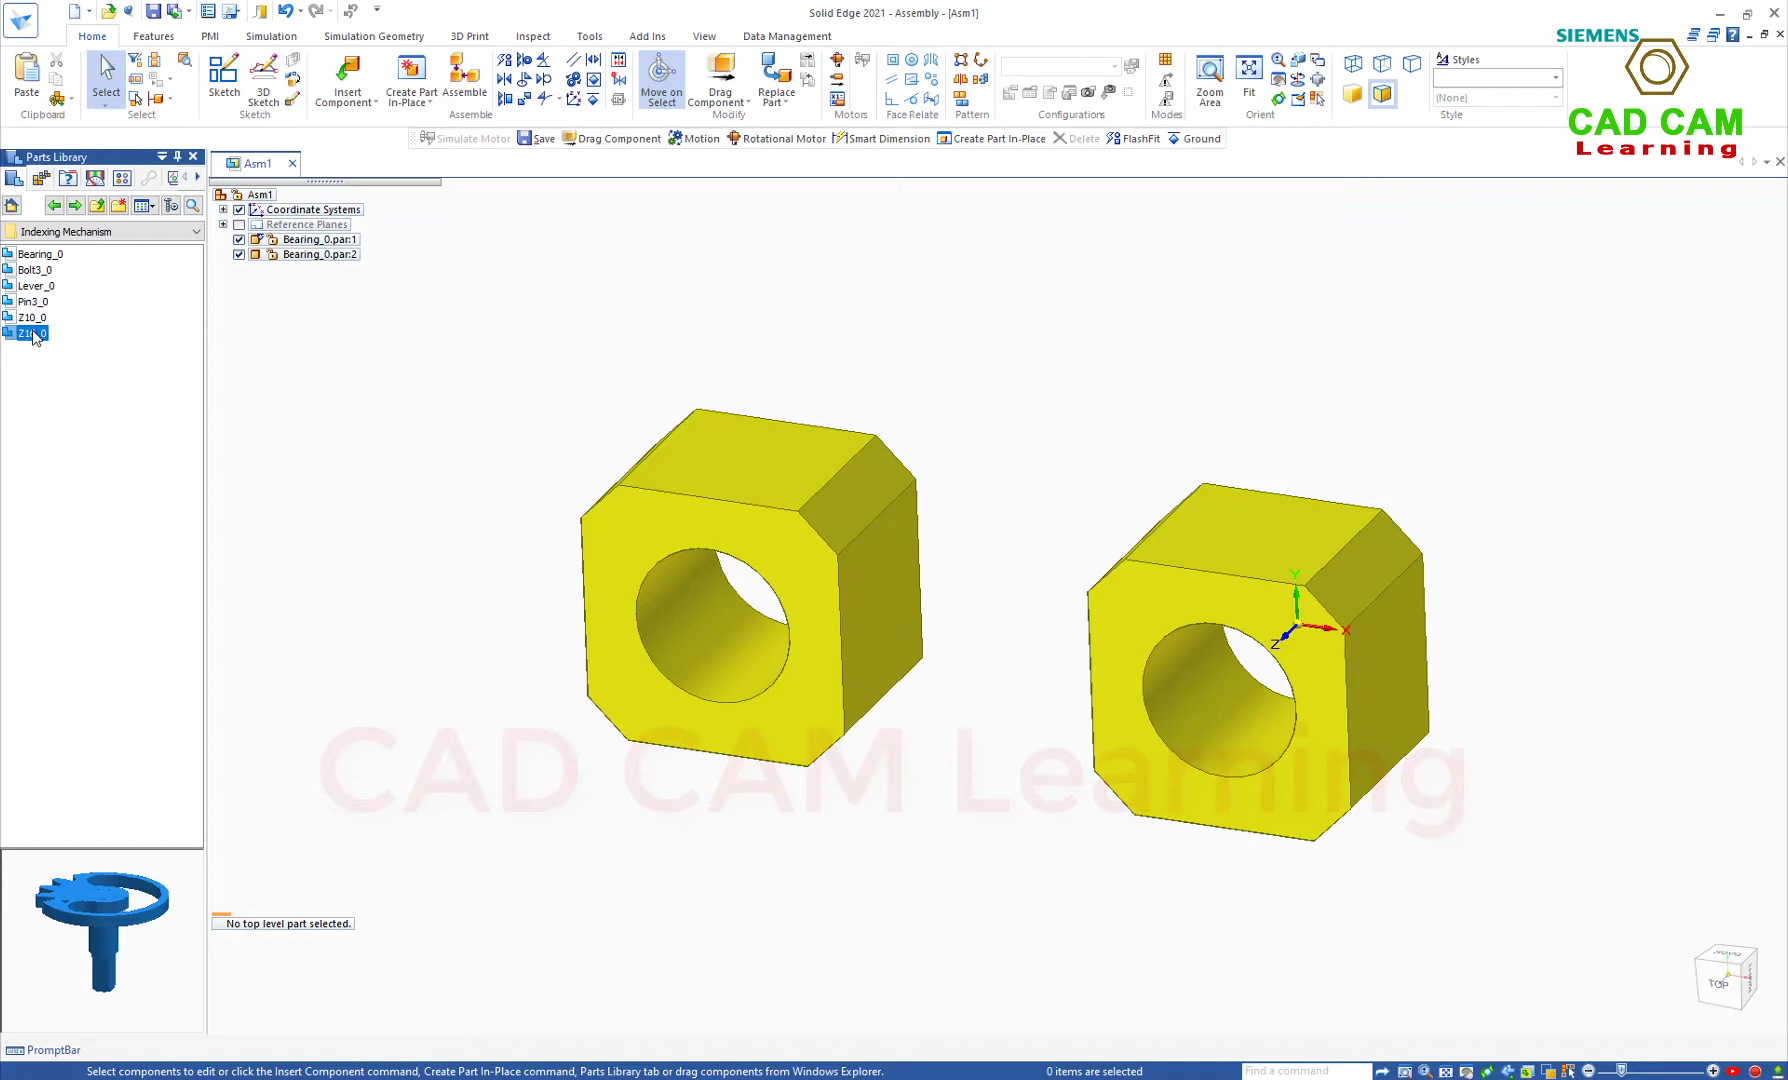 Solid Edge 2021 - Assembly - [Asm1]
Home Features PMI Simulation Simulation Geometry 3D Print Inspect Tools Add Ins View Data Management
SIEMENS
CAD CAM
Learning
Paste
Clipboard
Select
Select
Sketch
3D Sketch
Sketch
Insert Component
Create Part In-Place
Assemble
Assemble
Move on Select
Drag Component
Replace Part
Modify
Motors
Face Relate
Pattern
Configurations
Modes
Zoom Area
Fit
Orient
Styles
(None)
Style
Simulate Motor Save Drag Component Motion Rotational Motor Smart Dimension Create Part In-Place Delete FlashFit Ground
Parts Library
Asm1
Indexing Mechanism
Bearing_0
Bolt3_0
Lever_0
Pin3_0
Z10_0
Asm1
Coordinate Systems
Reference Planes
Bearing_0.par:1
Bearing_0.par:2
Y
X
Z
CAD CAM Learning
No top level part selected.
TOP
PromptBar
Select components to edit or click the Insert Component command, Create Part In-Place command, Parts Library tab or drag components from Windows Explorer.
0 items are selected
Find a command